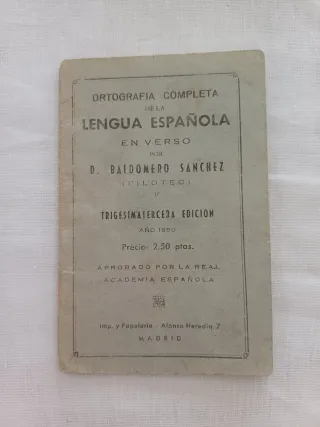 ORTOGRAFIA COMPLETA
DE LA
LENGUA ESPAÑOLA
EN VERSO
POR
D. BALDOMERO SANCHEZ
(FILOTEO)
TRIGESIMATERCERA EDICION
AÑO 1950
Precio: 2,50 ptas.
APROBADO POR LA REAL
ACADEMIA ESPAÑOLA
Imp. y Papelería - Alonso Heredia, 7
MADRID